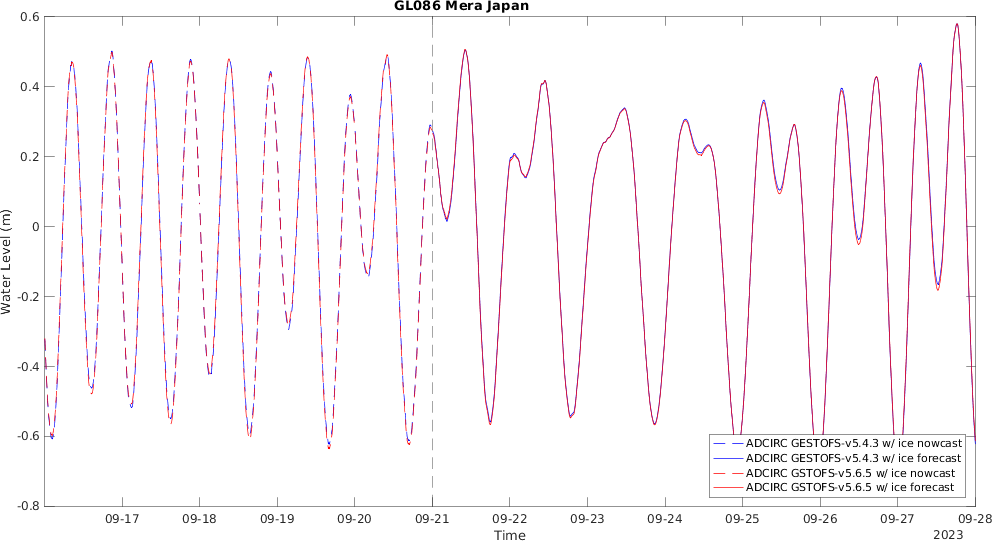 GL086 Mera Japan
0.6
0.4
0.2
0
-0.2
-0.4
-0.6
-0.8
Water Level (m)
ADCIRC GESTOFS-v5.4.3 w/ ice nowcast
ADCIRC GESTOFS-v5.4.3 w/ ice forecast
ADCIRC GSTOFS-v5.6.5 w/ ice nowcast
ADCIRC GSTOFS-v5.6.5 w/ ice forecast
09-17 09-18 09-19 09-20 09-21 09-22 09-23 09-24 09-25 09-26 09-27 09-28
Time
2023